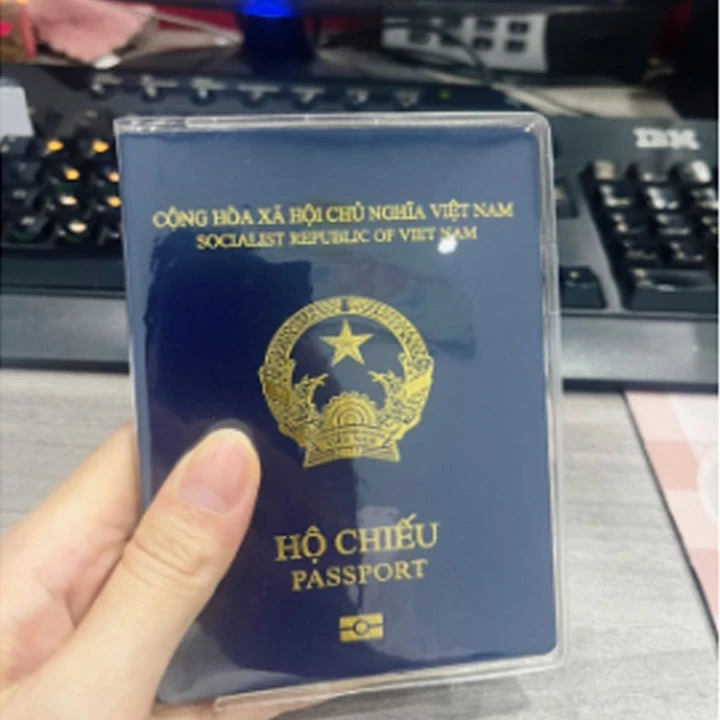 IBM
CỘNG HÒA XÃ HỘI CHỦ NGHĨA VIỆT NAM
SOCIALIST REPUBLIC OF VIET NAM
HỘ CHIẾU
PASSPORT